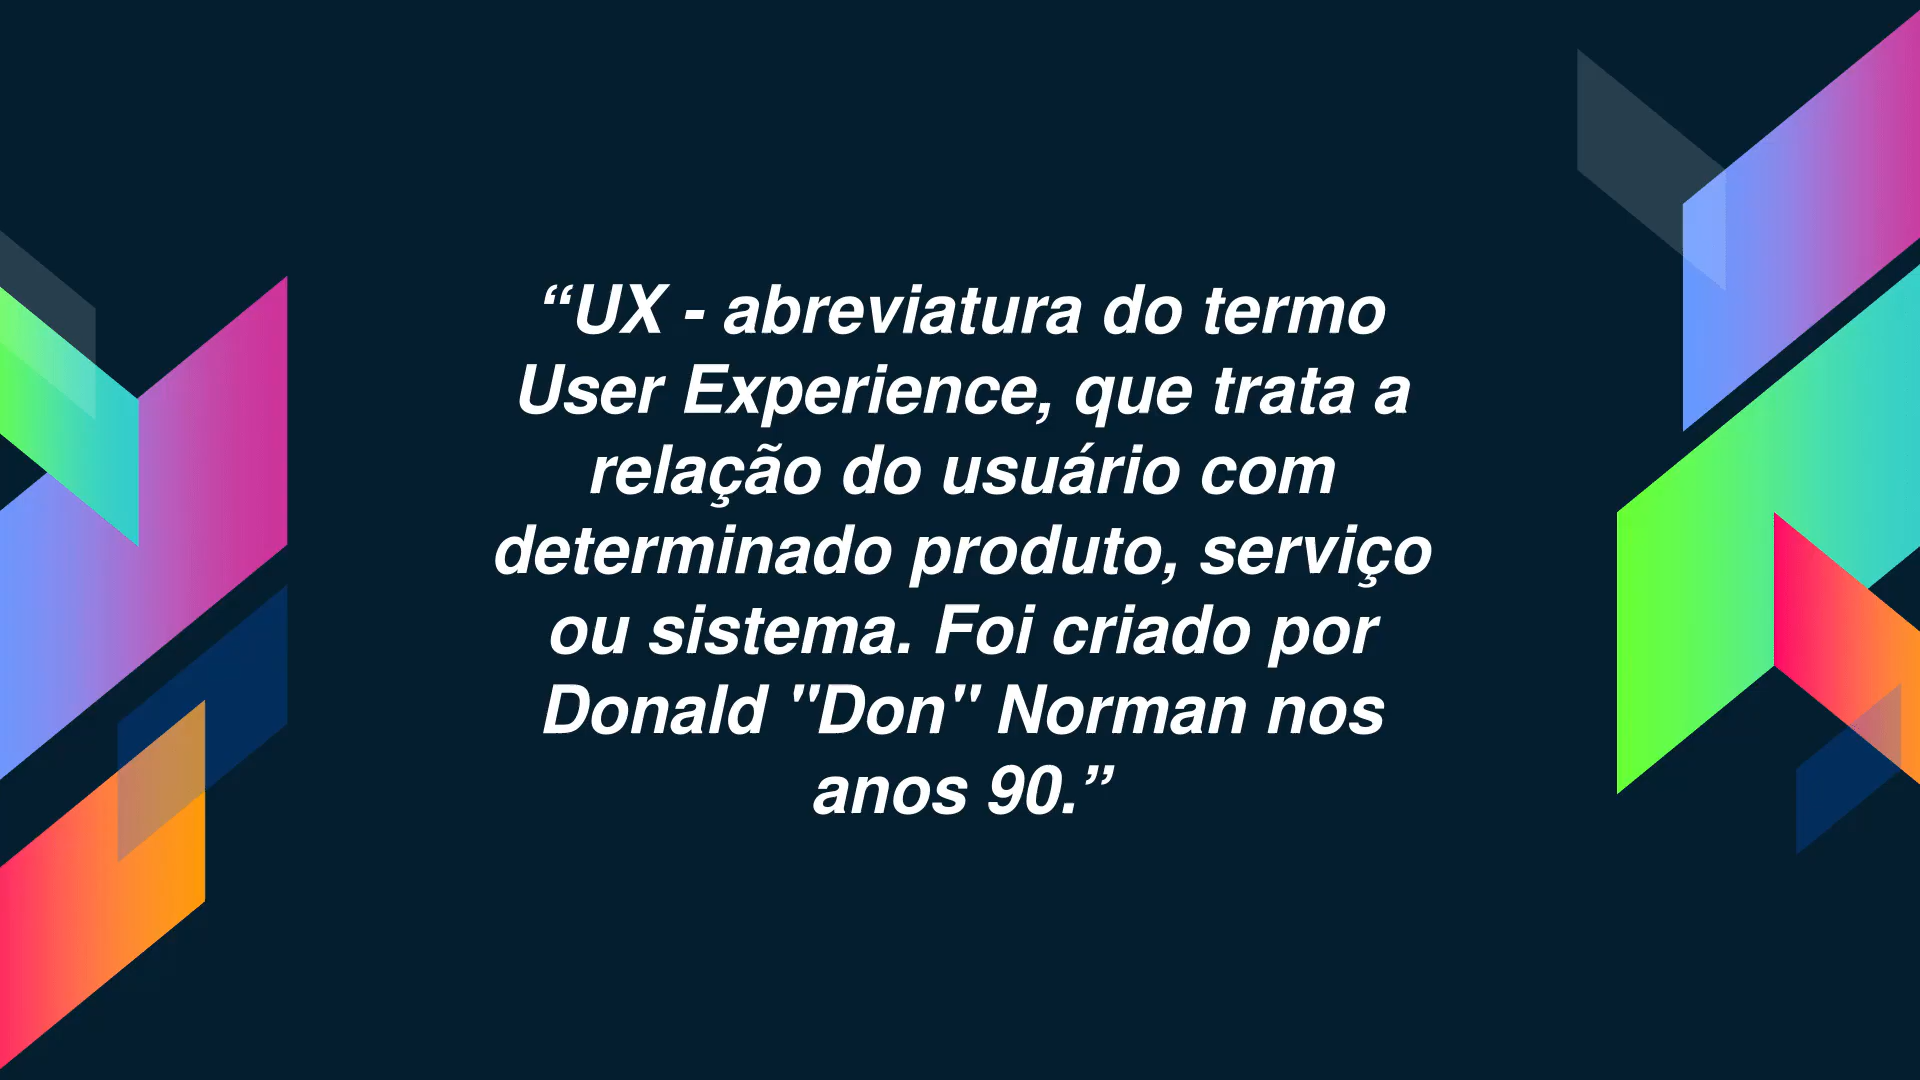 “UX - abreviatura do termo
User Experience, que trata a
relação do usuário com
determinado produto, serviço
ou sistema. Foi criado por
Donald "Don" Norman nos
anos 90.”